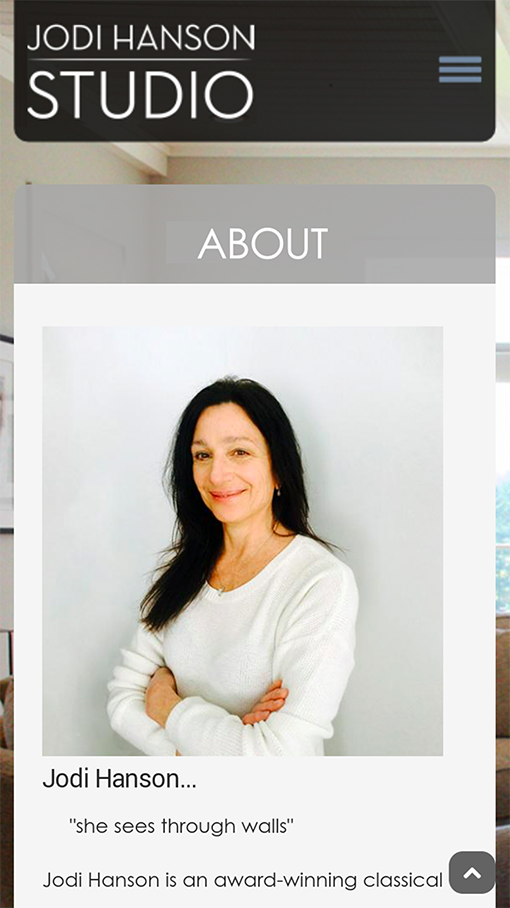 JODI HANSON
STUDIO
ABOUT
Jodi Hanson...
"she sees through walls"
Jodi Hanson is an award-winning classical